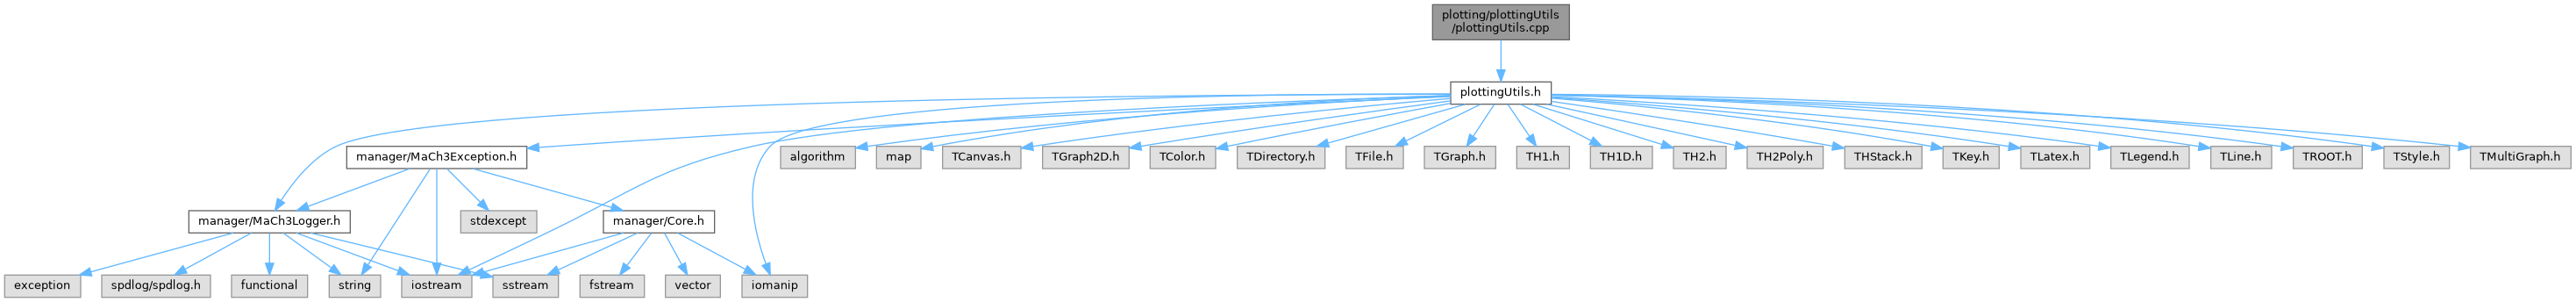 plotting/plottingUtils
/plottingUtils.cpp
plottingUtils.h
manager/MaCh3Exception.h
algorithm
map
TCanvas.h
TGraph2D.h
TColor.h
TDirectory.h
TFile.h
TGraph.h
TH1.h
TH1D.h
TH2.h
TH2Poly.h
THStack.h
TKey.h
TLatex.h
TLegend.h
TLine.h
TROOT.h
TStyle.h
TMultiGraph.h
manager/MaCh3Logger.h
stdexcept
manager/Core.h
exception
spdlog/spdlog.h
functional
string
iostream
sstream
fstream
vector
iomanip